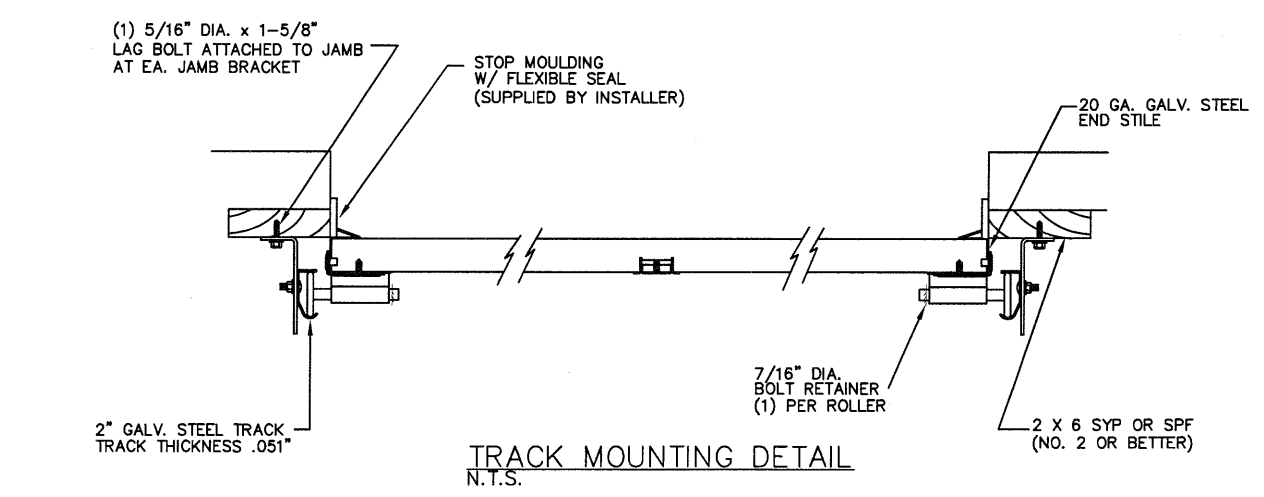 (1) 5/16" DIA. x 1-5/8"
LAG BOLT ATTACHED TO JAMB
AT EA. JAMB BRACKET
STOP MOULDING
W/ FLEXIBLE SEAL
(SUPPLIED BY INSTALLER)
20 GA. GALV. STEEL
END STILE
7/16" DIA.
BOLT RETAINER
(1) PER ROLLER
2" GALV. STEEL TRACK
TRACK THICKNESS .051"
2 X 6 SYP OR SPF
(NO. 2 OR BETTER)
TRACK MOUNTING DETAIL
N.T.S.